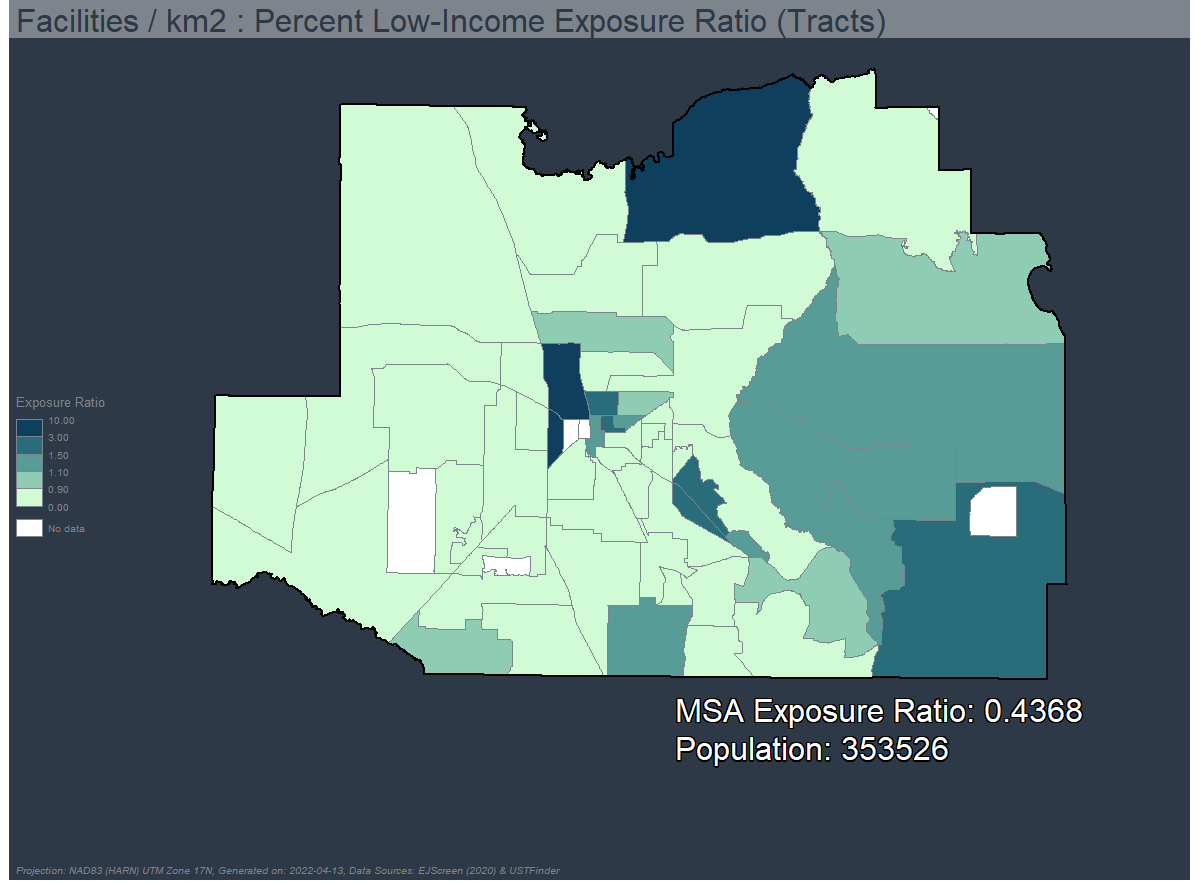 Facilities / km2 : Percent Low-Income Exposure Ratio (Tracts)
Exposure Ratio
10.00
3.00
1.50
1.10
0.90
0.00
No data
MSA Exposure Ratio: 0.4368
Population: 353526
Projection: NAD83 (HARN) UTM Zone 17N, Generated on: 2022-04-13, Data Sources: EJScreen (2020) & USTFinder